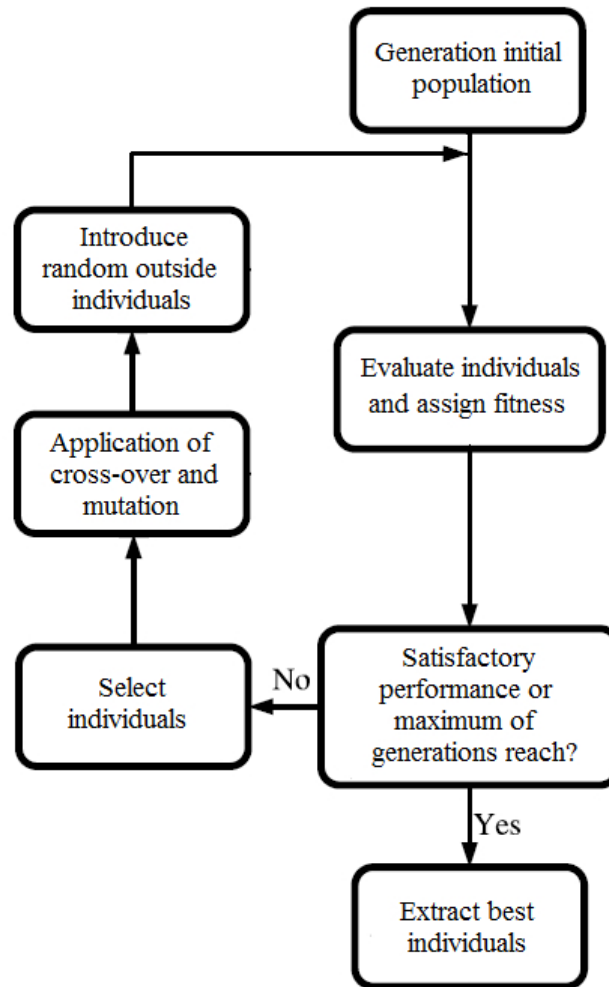 Generation initial
population
Introduce
random outside
individuals
Evaluate individuals
and assign fitness
Application of
cross-over and
mutation
Select
individuals
No
Satisfactory
performance or
maximum of
generations reach?
Yes
Extract best
individuals